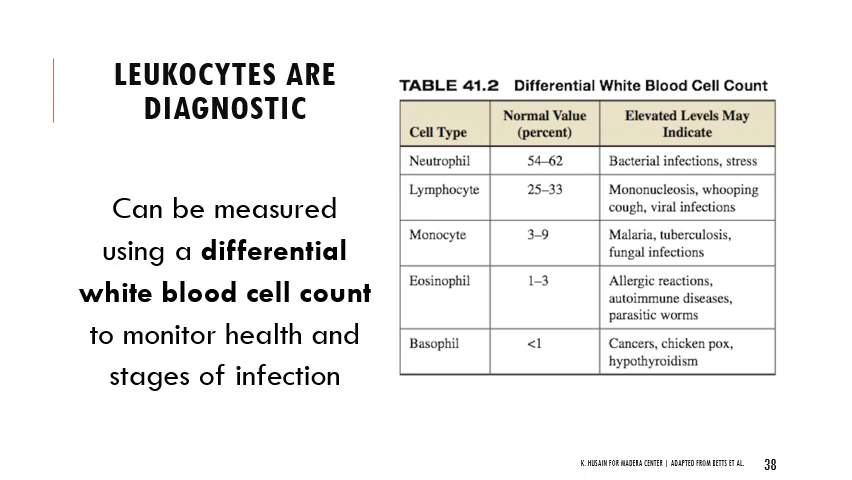 LEUKOCYTES ARE
DIAGNOSTIC
Can be measured
using a differential
white blood cell count
to monitor health and
stages of infection
TABLE 41.2 Differential White Blood Cell Count
Cell Type
Normal Value
(percent)
Elevated Levels May
Indicate
Neutrophil
54–62
Bacterial infections, stress
Lymphocyte
25–33
Mononucleosis, whooping
cough, viral infections
Monocyte
3–9
Malaria, tuberculosis,
fungal infections
Eosinophil
1–3
Allergic reactions,
autoimmune diseases,
parasitic worms
Basophil
<1
Cancers, chicken pox,
hypothyroidism
K. HUSAIN FOR MADERA CENTER | ADAPTED FROM BETTS ET AL.
38